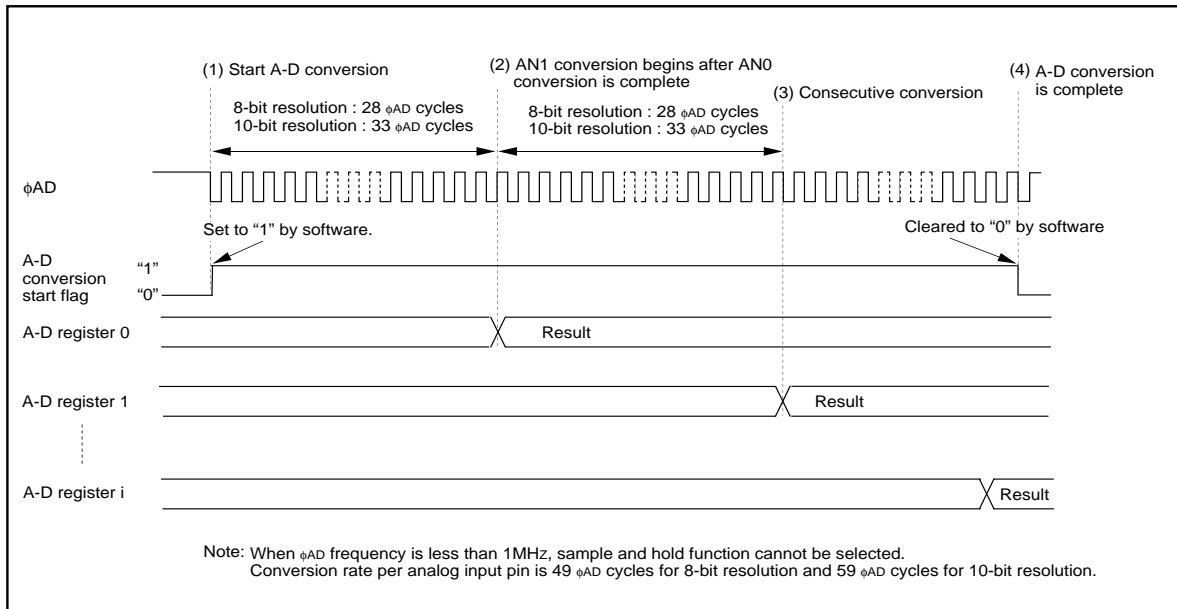 (1) Start A-D conversion
8-bit resolution : 28 φAD cycles
10-bit resolution : 33 φAD cycles
(2) AN1 conversion begins after AN0
conversion is complete
8-bit resolution : 28 φAD cycles
10-bit resolution : 33 φAD cycles
(3) Consecutive conversion
(4) A-D conversion
is complete
φAD
Set to “1” by software.
Cleared to “0” by software
A-D
conversion
start flag
“1”
“0”
A-D register 0
Result
A-D register 1
Result
A-D register i
Result
Note: When φAD frequency is less than 1MHz, sample and hold function cannot be selected.
Conversion rate per analog input pin is 49 φAD cycles for 8-bit resolution and 59 φAD cycles for 10-bit resolution.